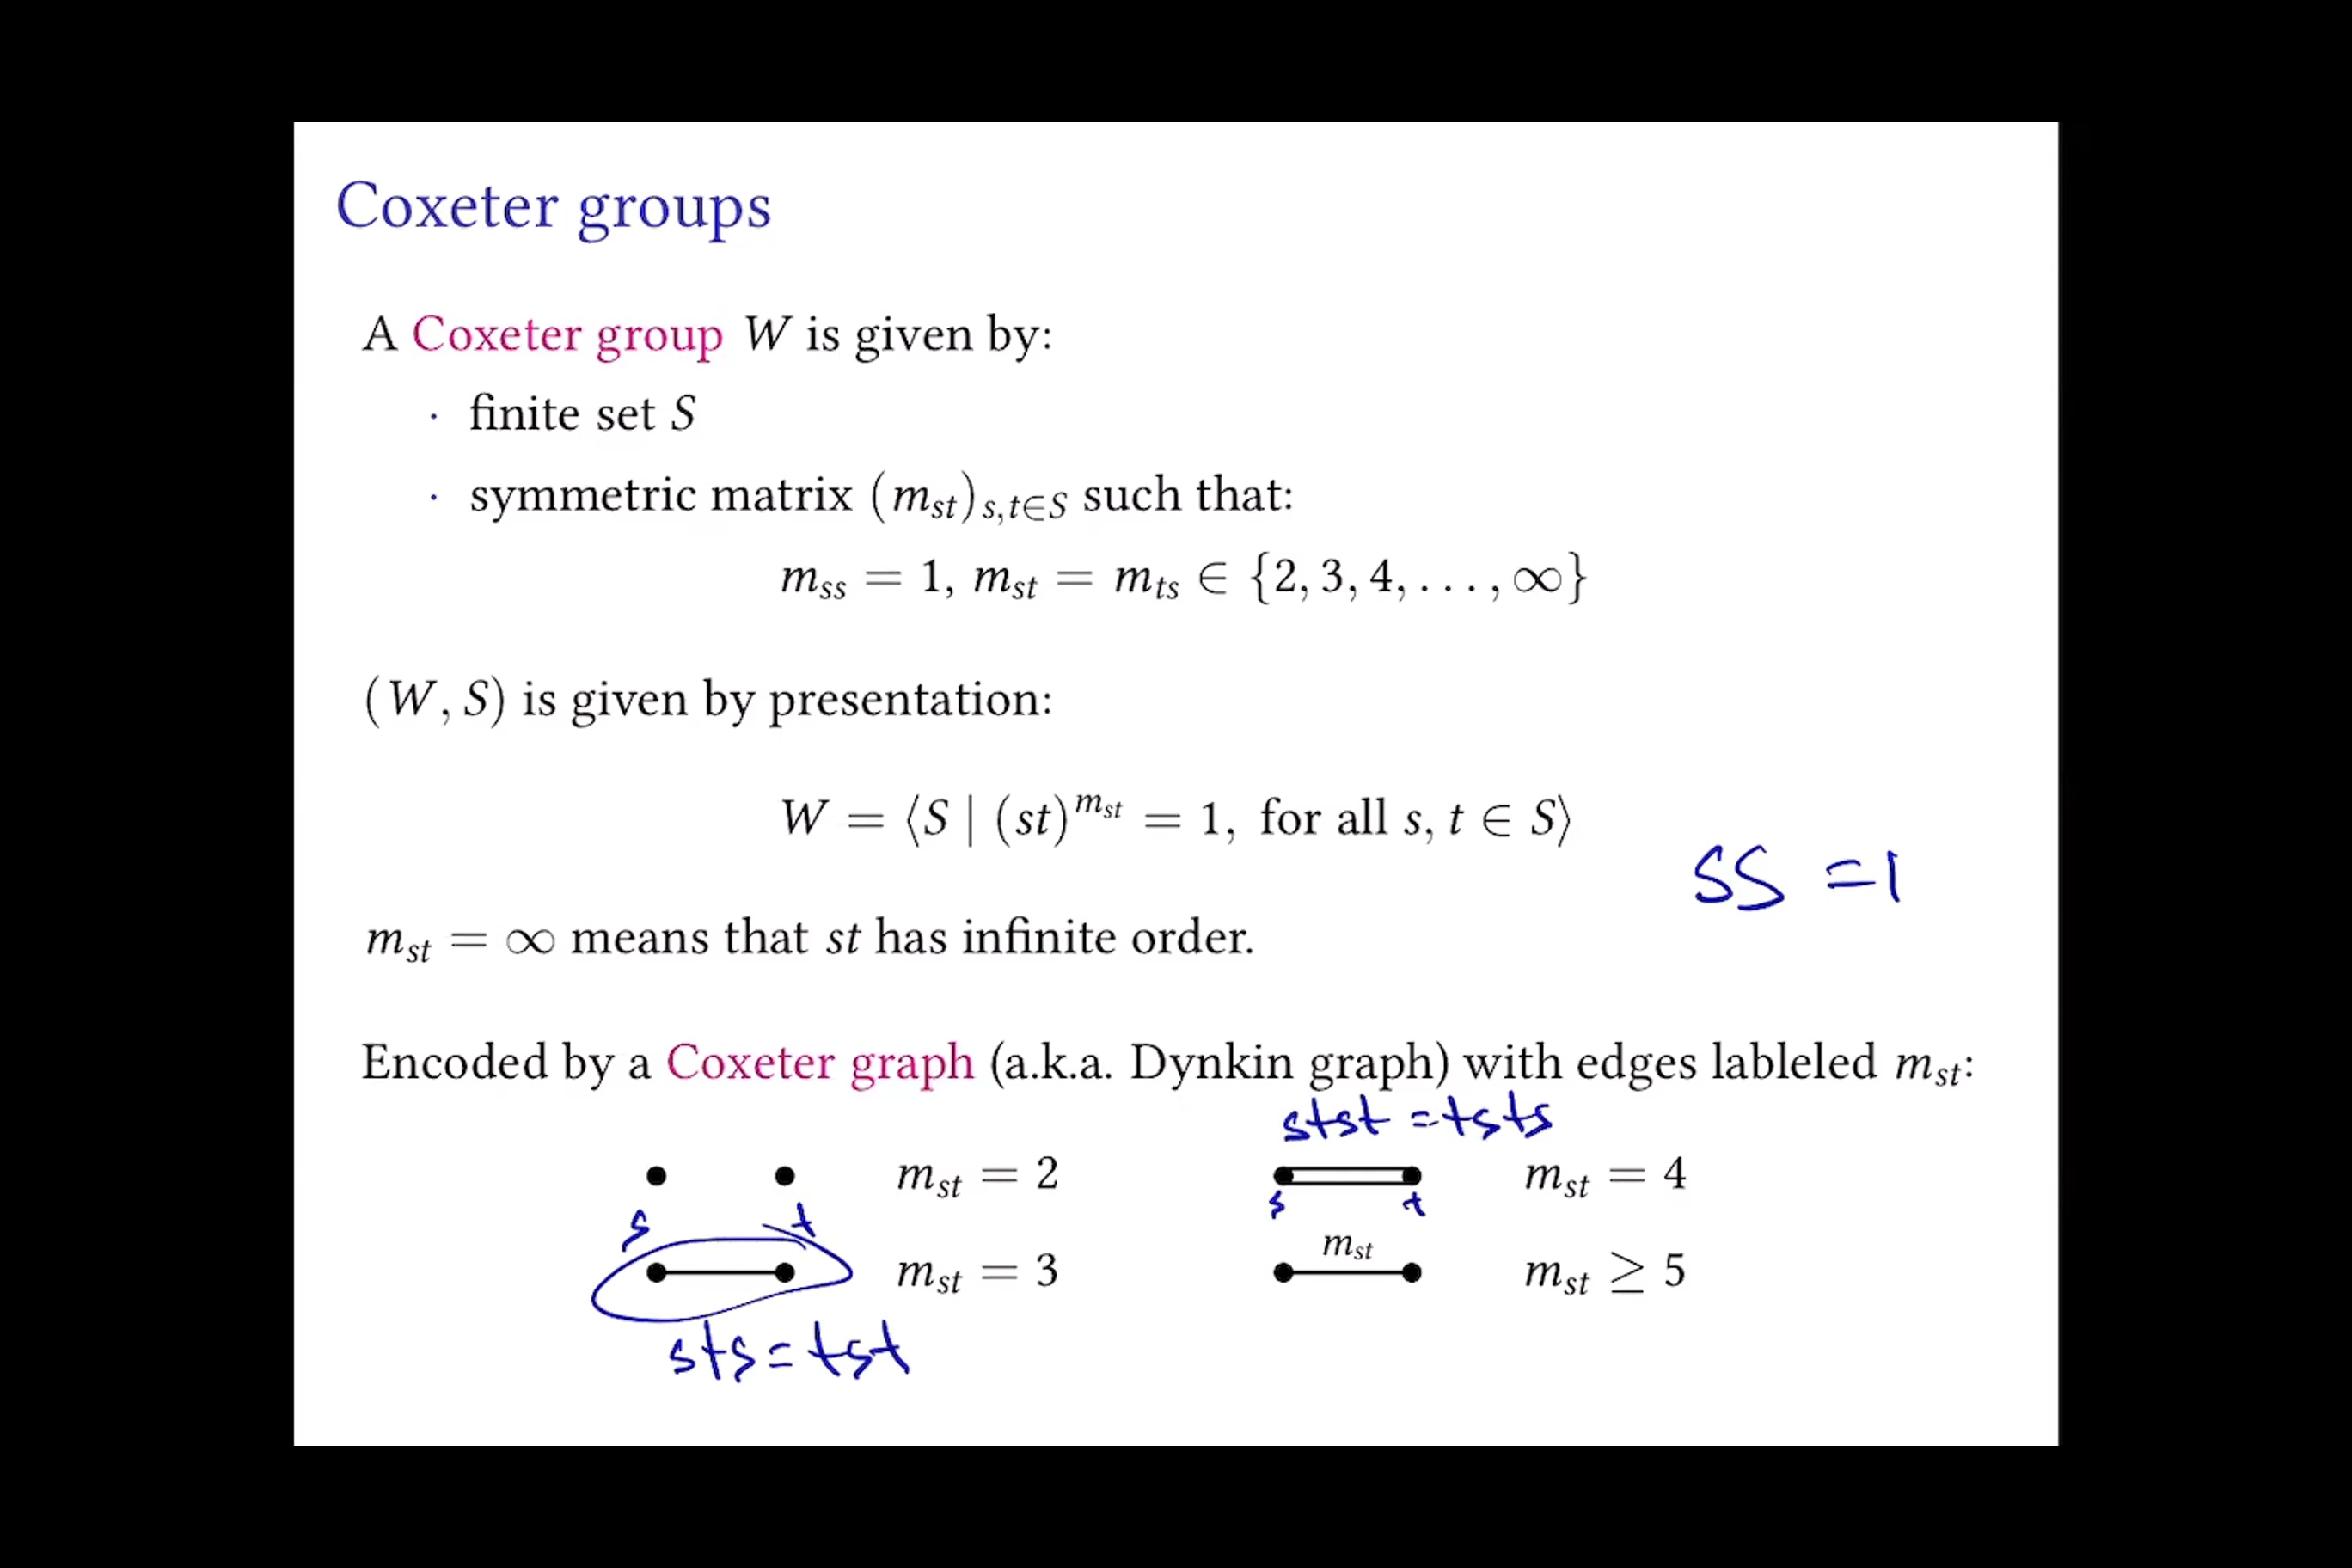 Coxeter groups
A Coxeter group W is given by:
· finite set S
· symmetric matrix (m_st)_{s,t∈S} such that:
m_ss = 1, m_st = m_ts ∈ {2, 3, 4, . . . , ∞}
(W, S) is given by presentation:
W = ⟨S | (st)^{m_st} = 1, for all s, t ∈ S⟩
ss = 1
m_st = ∞ means that st has infinite order.
Encoded by a Coxeter graph (a.k.a. Dynkin graph) with edges lableled m_st:
stst = tsts
m_st = 2
m_st = 4
s t
s t
m_st
m_st = 3
m_st ≥ 5
sts = tst